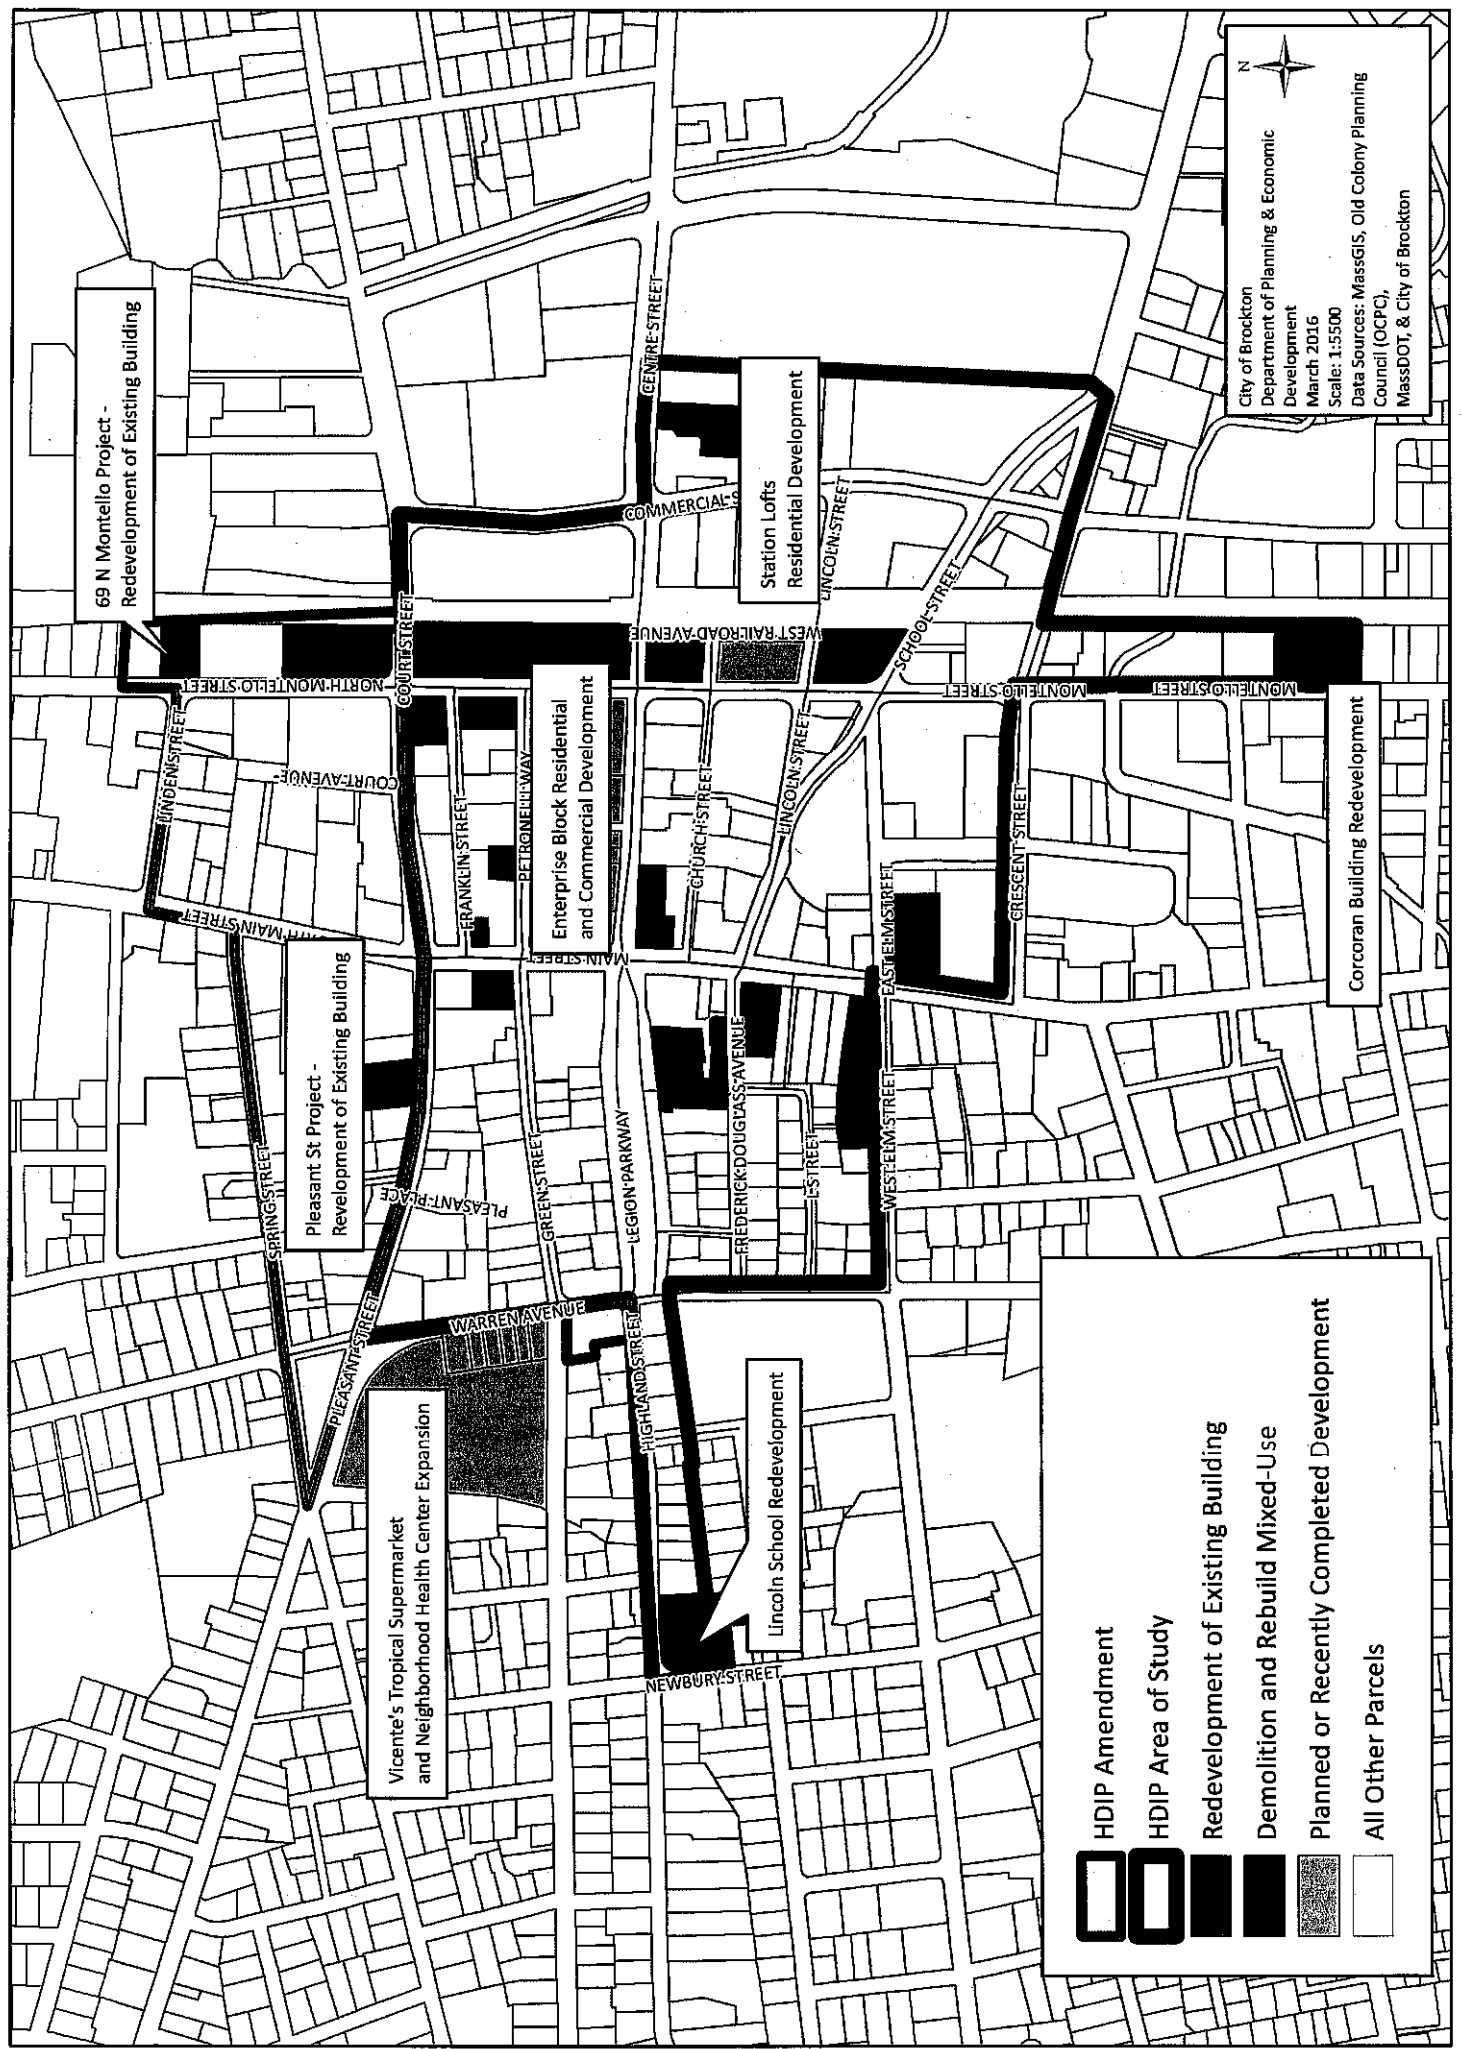 69 N Montello Project -
Redevelopment of Existing Building
Pleasant St Project -
Revelopment of Existing Building
Vicente's Tropical Supermarket
and Neighborhood Health Center Expansion
Enterprise Block Residential
and Commercial Development
Station Lofts
Residential Development
Lincoln School Redevelopment
Corcoran Building Redevelopment
LINDEN STREET
NORTH MONTELLO STREET
COURT AVENUE
COURT STREET
MAIN STREET
SPRING STREET
PLEASANT STREET
PLEASANT PLACE
FRANKLIN STREET
PETRONELLI WAY
GREEN STREET
WARREN AVENUE
LEGION PARKWAY
HIGHLAND STREET
NEWBURY STREET
MAIN STREET
CENTRE STREET
COMMERCIAL S
WEST RAILROAD AVENUE
WEST RAILROAD AVENUE
CHURCH STREET
LINCOLN STREET
LINCOLN STREET
SCHOOL STREET
FREDERICK DOUGLASS AVENUE
L STREET
EAST ELM STREET
WEST ELM STREET
CRESCENT STREET
MONTELLO STREET
MONTELLO STREET
MONTELLO STREET
HDIP Amendment
HDIP Area of Study
Redevelopment of Existing Building
Demolition and Rebuild Mixed-Use
Planned or Recently Completed Development
All Other Parcels
N
City of Brockton
Department of Planning & Economic
Development
March 2016
Scale: 1:5500
Data Sources: MassGIS, Old Colony Planning
Council (OCPC),
MassDOT, & City of Brockton